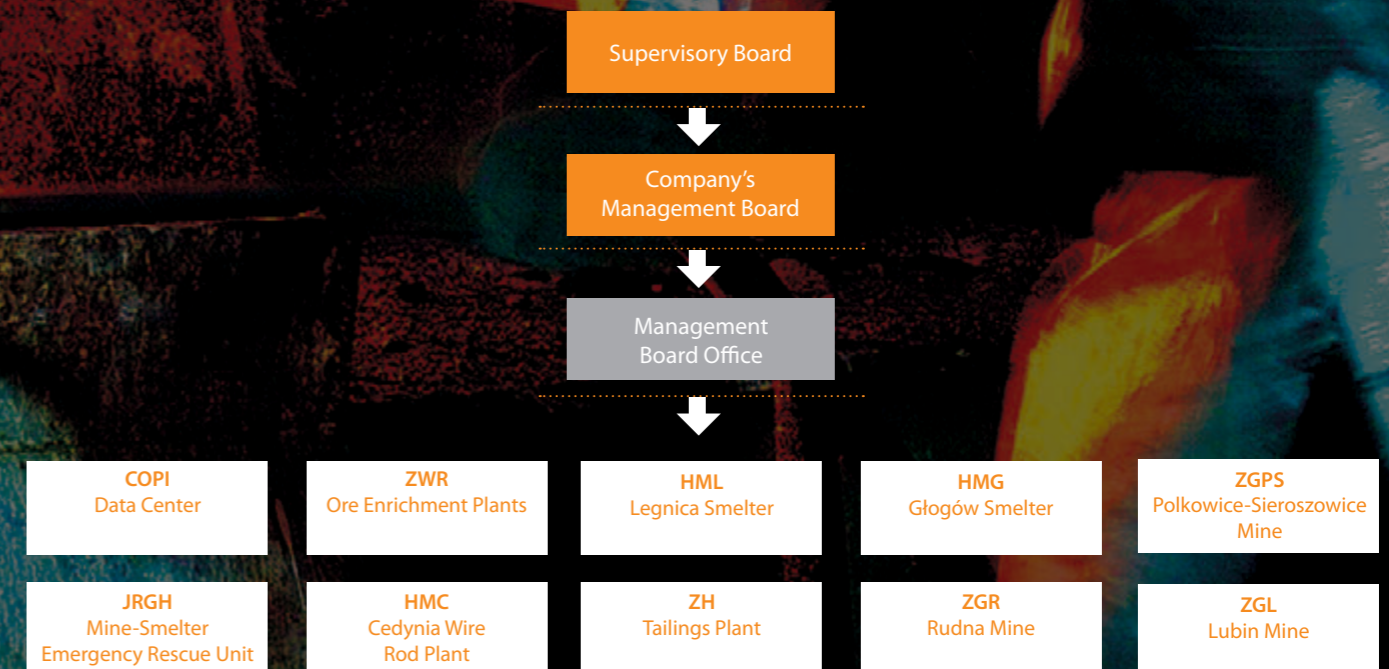 Supervisory Board
Company's
Management Board
Management
Board Office
COPI
Data Center
ZWR
Ore Enrichment Plants
HML
Legnica Smelter
HMG
Głogów Smelter
ZGPS
Polkowice-Sieroszowice
Mine
JRGH
Mine-Smelter
Emergency Rescue Unit
HMC
Cedynia Wire
Rod Plant
ZH
Tailings Plant
ZGR
Rudna Mine
ZGL
Lubin Mine